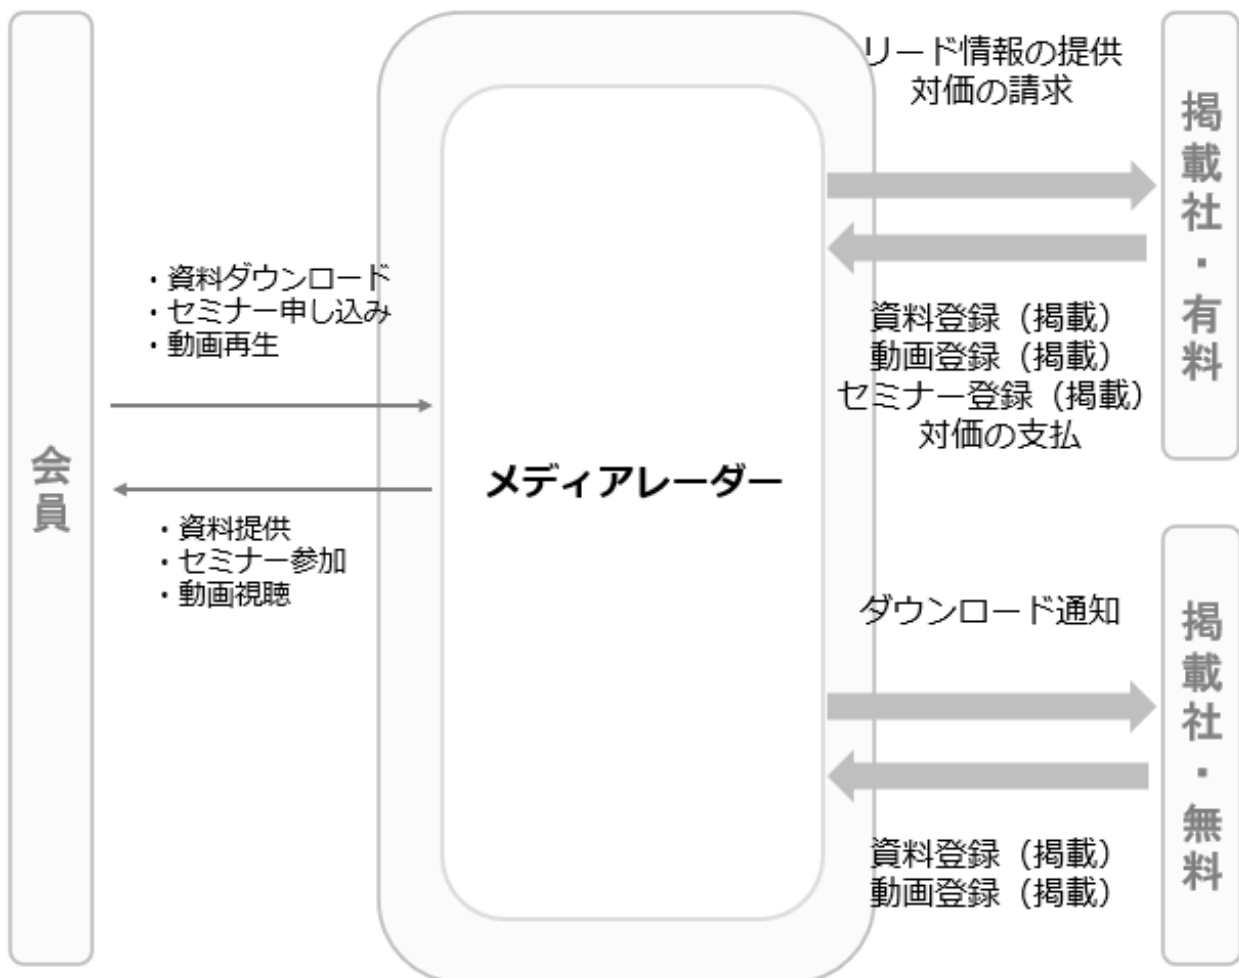 会員
・資料ダウンロード
・セミナー申し込み
・動画再生
・資料提供
・セミナー参加
・動画視聴
メディアレーダー
リード情報の提供
対価の請求
資料登録（掲載）
動画登録（掲載）
セミナー登録（掲載）
対価の支払
掲載社・有料
ダウンロード通知
資料登録（掲載）
動画登録（掲載）
掲載社・無料